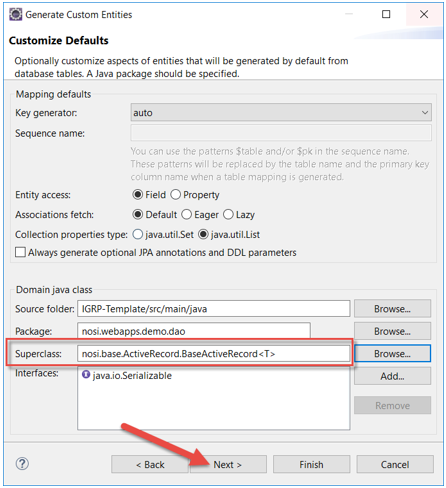 Generate Custom Entities
Customize Defaults
Optionally customize aspects of entities that will be generated by default from
database tables. A Java package should be specified.
Mapping defaults
Key generator: auto
Sequence name:
You can use the patterns $table and/or $pk in the sequence name.
These patterns will be replaced by the table name and the primary key
column name when a table mapping is generated.
Entity access: Field Property
Associations fetch: Default Eager Lazy
Collection properties type: java.util.Set java.util.List
Always generate optional JPA annotations and DDL parameters
Domain java class
Source folder: IGRP-Template/src/main/java Browse...
Package: nosi.webapps.demo.dao Browse...
Superclass: nosi.base.ActiveRecord.BaseActiveRecord<T> Browse...
Interfaces: java.io.Serializable Add...
Remove
? < Back Next > Finish Cancel